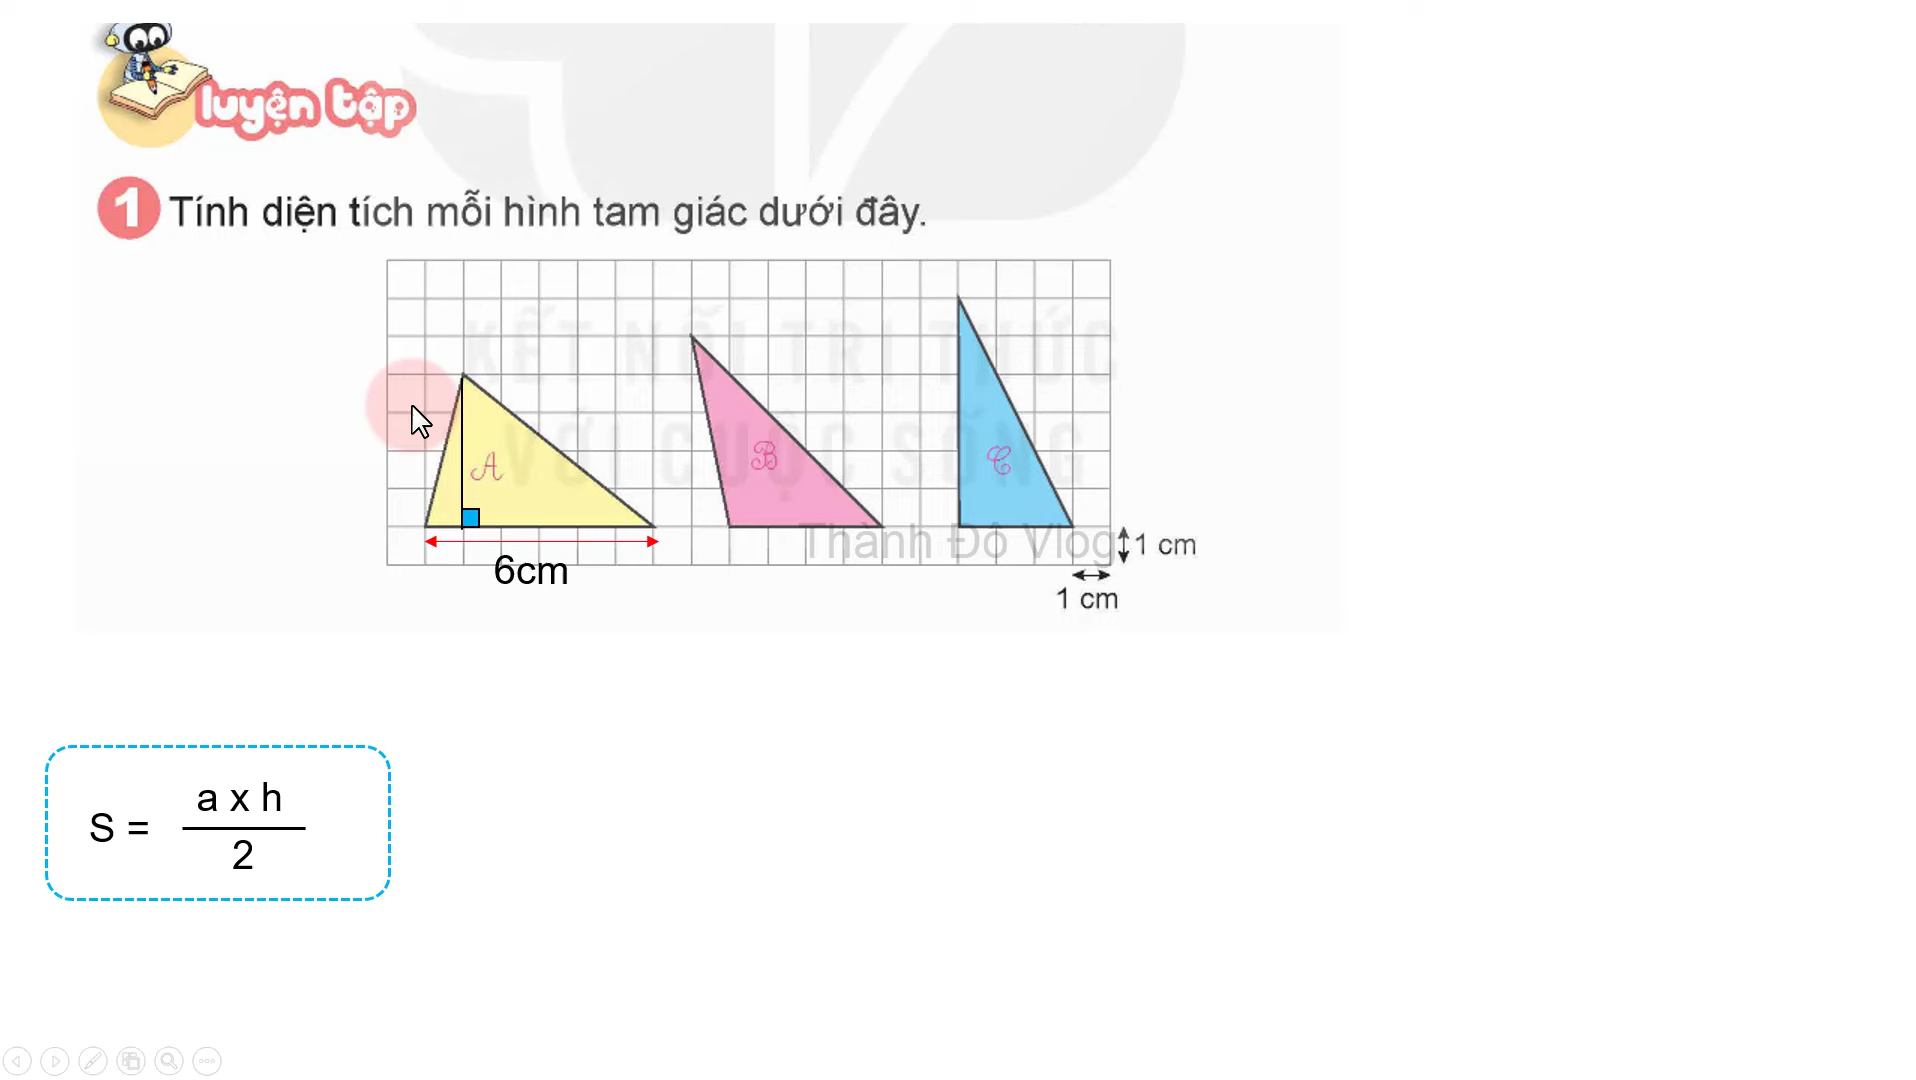 luyện tập
1 Tính diện tích mỗi hình tam giác dưới đây.
KẾT NỐI TRI THỨC
VỚI CUỘC SỐNG
A
B
C
Thành Đô Vlog
1 cm
6cm
1 cm
S = a x h
2